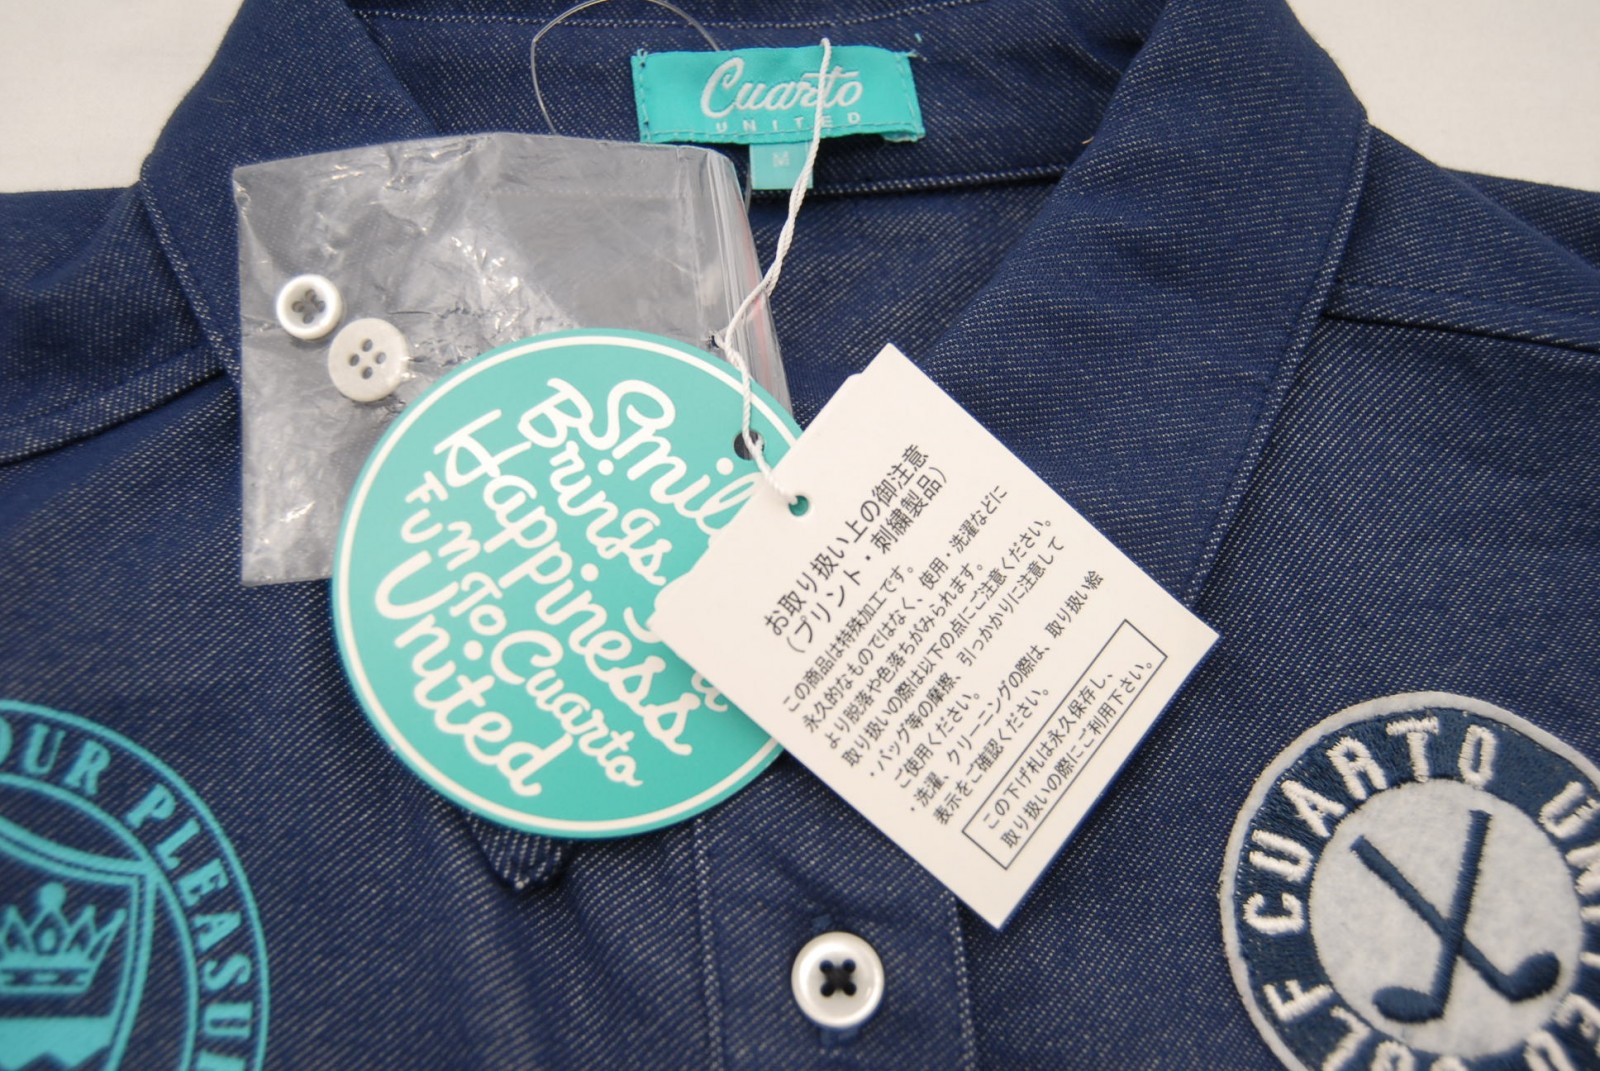 Cuarto
UNITED
M
Smil
Brings
Happiness
FUN To Cuarto
United
お取り扱い上の御注意
(プリント・刺繍製品)
この商品は特殊加工です。
永久的なものではなく、使用・洗濯などに
より脱落や色落ちがみられます。
取り扱いの際は以下の点にご注意ください。
・バッグ等の摩擦、引っかかりに注意して
ご使用ください。
・洗濯、クリーニングの際は、取り扱い絵
表示をご確認ください。
この下げ札は永久保存し、
取り扱いの際にご利用下さい。
OUR PLEASU
CUARTO UNI